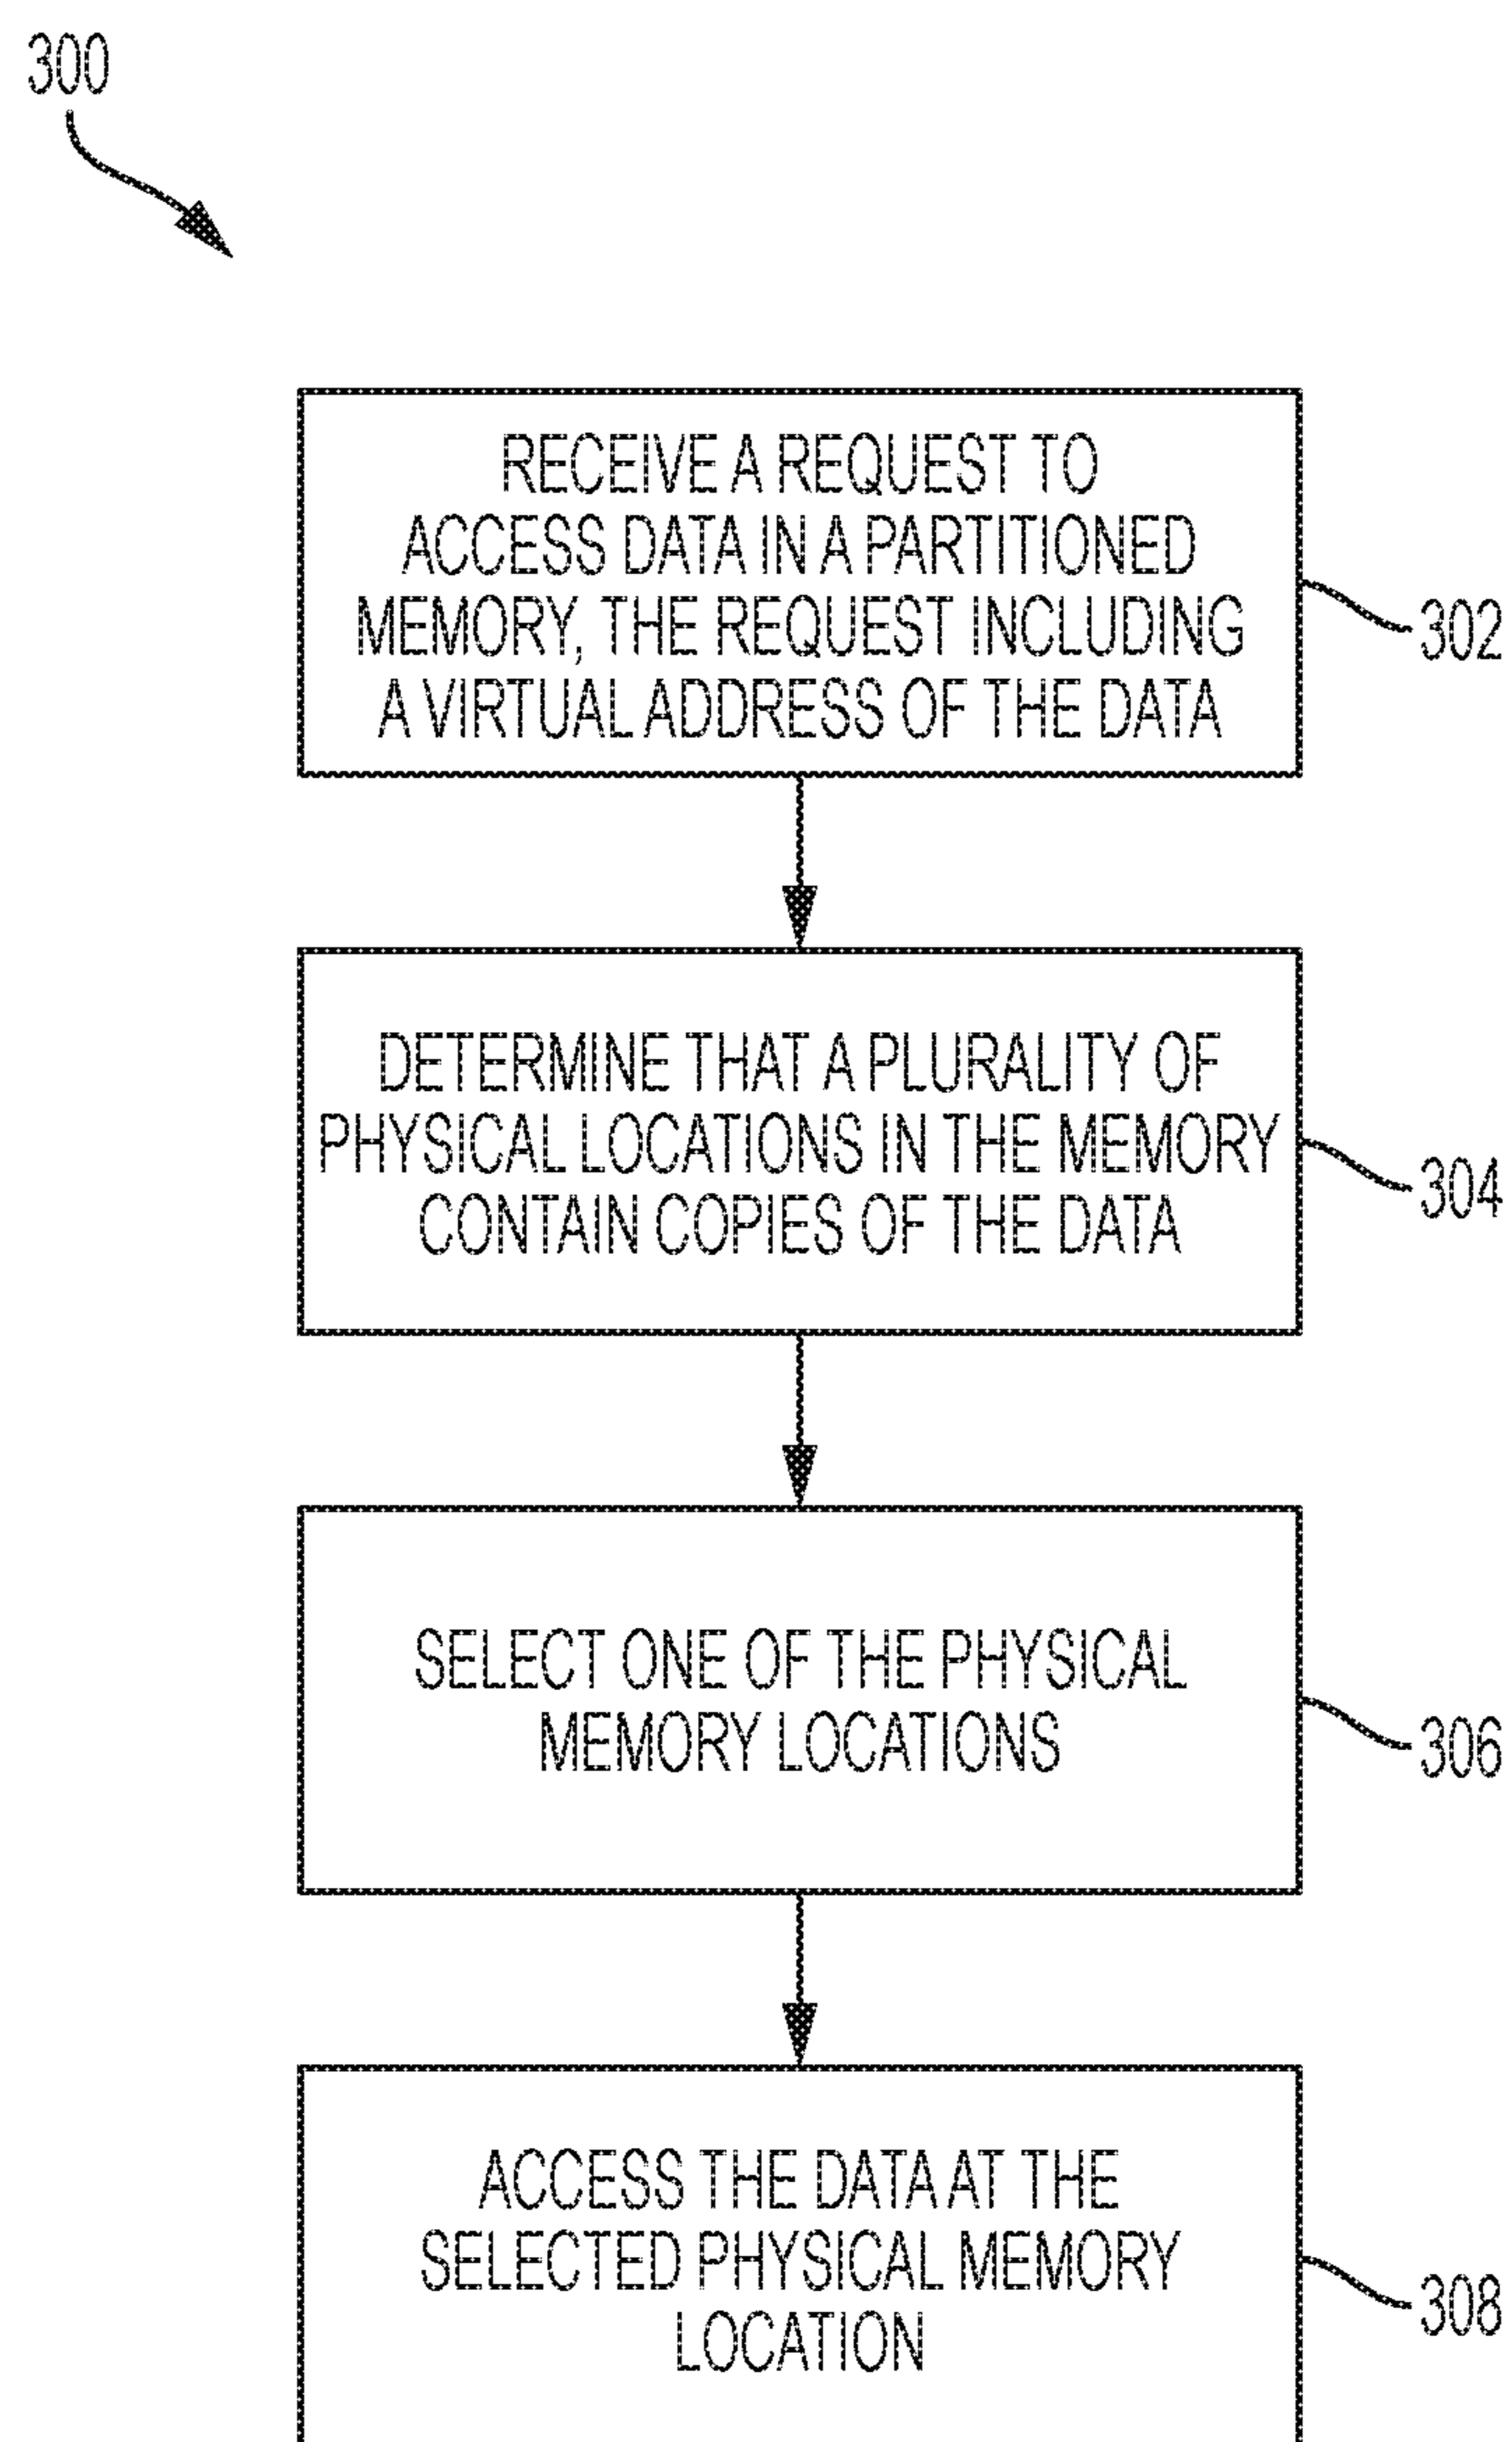 300
RECEIVE A REQUEST TO
ACCESS DATA IN A PARTITIONED
MEMORY, THE REQUEST INCLUDING
A VIRTUAL ADDRESS OF THE DATA
302
DETERMINE THAT A PLURALITY OF
PHYSICAL LOCATIONS IN THE MEMORY
CONTAIN COPIES OF THE DATA
304
SELECT ONE OF THE PHYSICAL
MEMORY LOCATIONS
306
ACCESS THE DATA AT THE
SELECTED PHYSICAL MEMORY
LOCATION
308